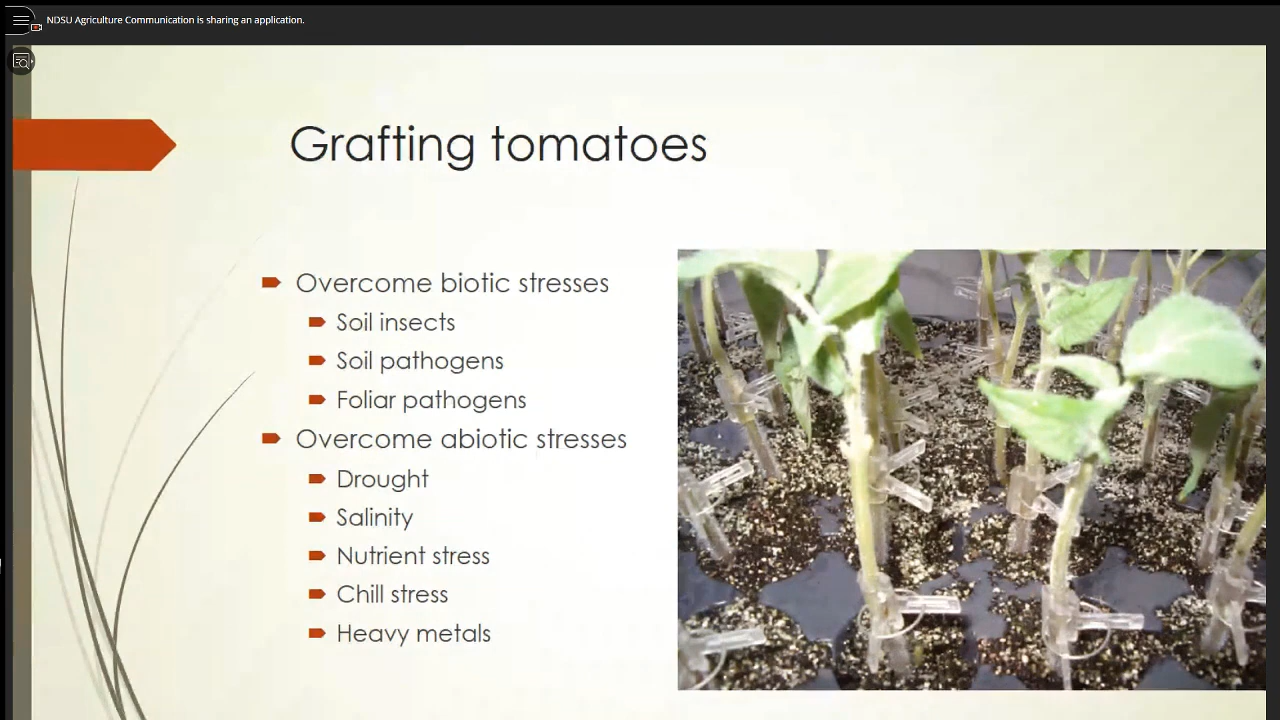 NDSU Agriculture Communication is sharing an application.
Grafting tomatoes
Overcome biotic stresses
Soil insects
Soil pathogens
Foliar pathogens
Overcome abiotic stresses
Drought
Salinity
Nutrient stress
Chill stress
Heavy metals